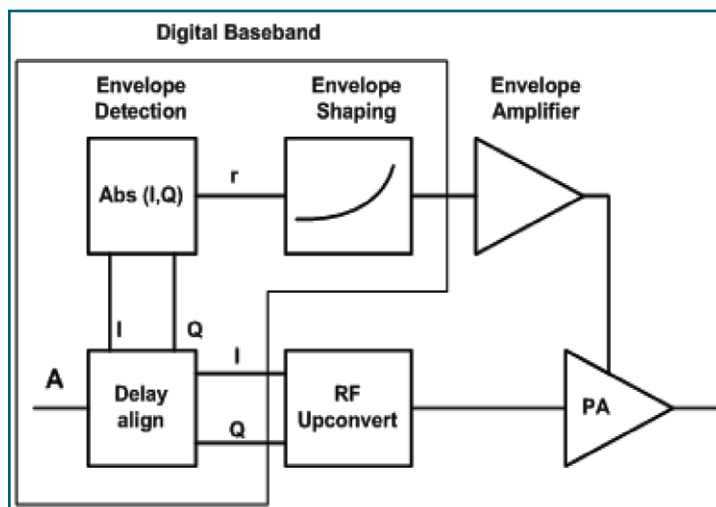 Digital Baseband
Envelope
Detection
Envelope
Shaping
Envelope
Amplifier
Abs (I,Q)
r
I
Q
A
Delay
align
I
Q
RF
Upconvert
PA